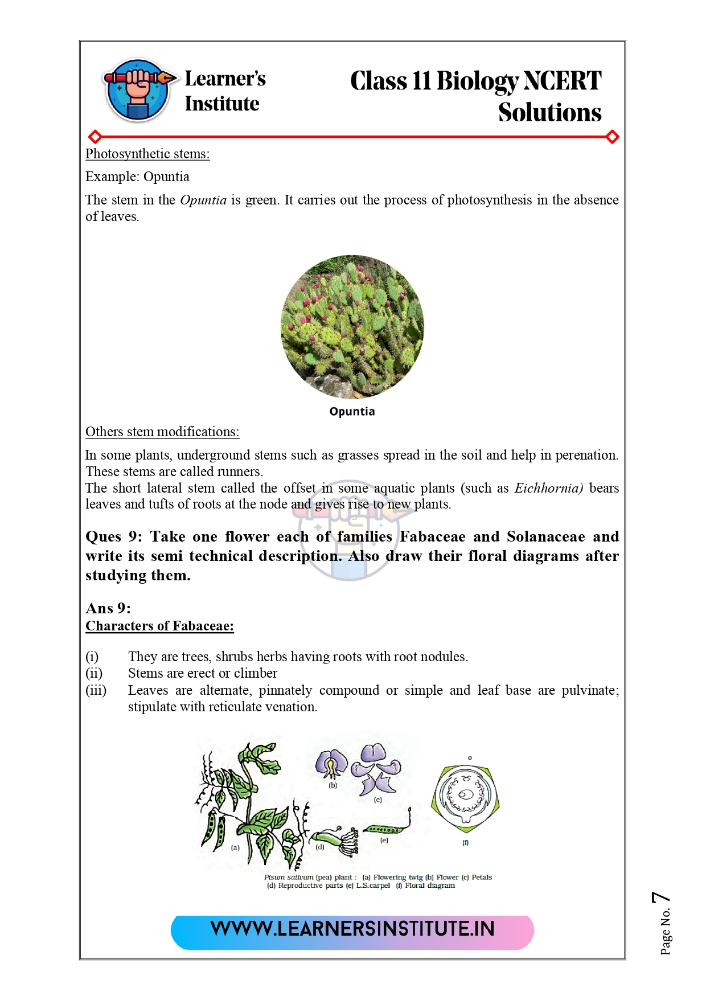 Learner's
Institute
Class 11 Biology NCERT
Solutions
Photosynthetic stems:
Example: Opuntia
The stem in the Opuntia is green. It carries out the process of photosynthesis in the absence
of leaves.
Opuntia
Others stem modifications:
In some plants, underground stems such as grasses spread in the soil and help in perenation.
These stems are called runners.
The short lateral stem called the offset in some aquatic plants (such as Eichhornia) bears
leaves and tufts of roots at the node and gives rise to new plants.
Ques 9: Take one flower each of families Fabaceae and Solanaceae and
write its semi technical description. Also draw their floral diagrams after
studying them.
Ans 9:
Characters of Fabaceae:
(i) They are trees, shrubs herbs having roots with root nodules.
(ii) Stems are erect or climber
(iii) Leaves are alternate, pinnately compound or simple and leaf base are pulvinate;
stipulate with reticulate venation.
(a)
(b)
(c)
(d)
(e)
(f)
Pisum sativum (pea) plant : (a) Flowering twig (b) Flower (c) Petals
(d) Reproductive parts (e) L.S.carpel (f) Floral diagram
WWW.LEARNERSINSTITUTE.IN
Page No. 7